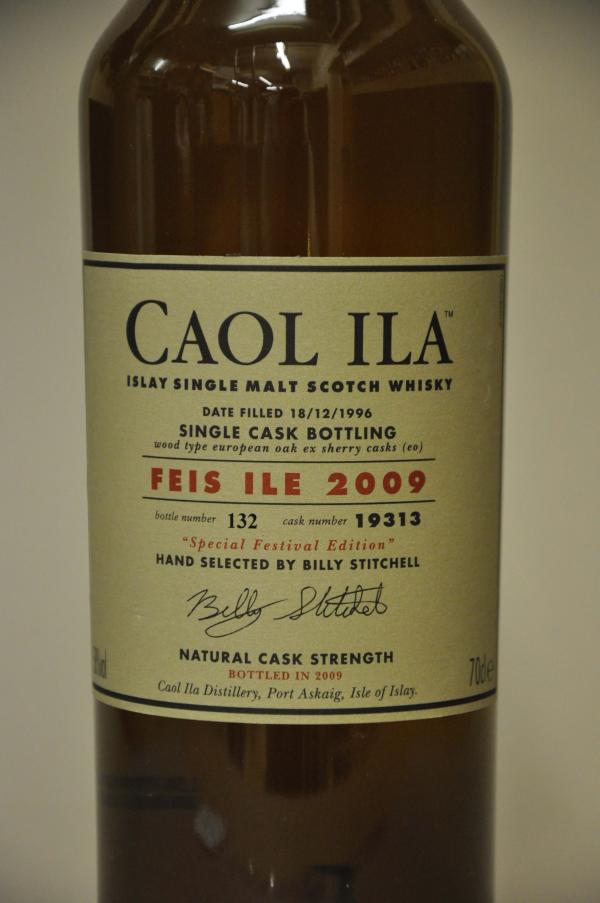 CAOL ILA™
ISLAY SINGLE MALT SCOTCH WHISKY
DATE FILLED 18/12/1996
SINGLE CASK BOTTLING
wood type european oak ex sherry casks (eo)
FEIS ILE 2009
bottle number 132 cask number 19313
"Special Festival Edition"
HAND SELECTED BY BILLY STITCHELL
Billy Stitchell
NATURAL CASK STRENGTH
BOTTLED IN 2009
70cl e
Caol Ila Distillery, Port Askaig, Isle of Islay.